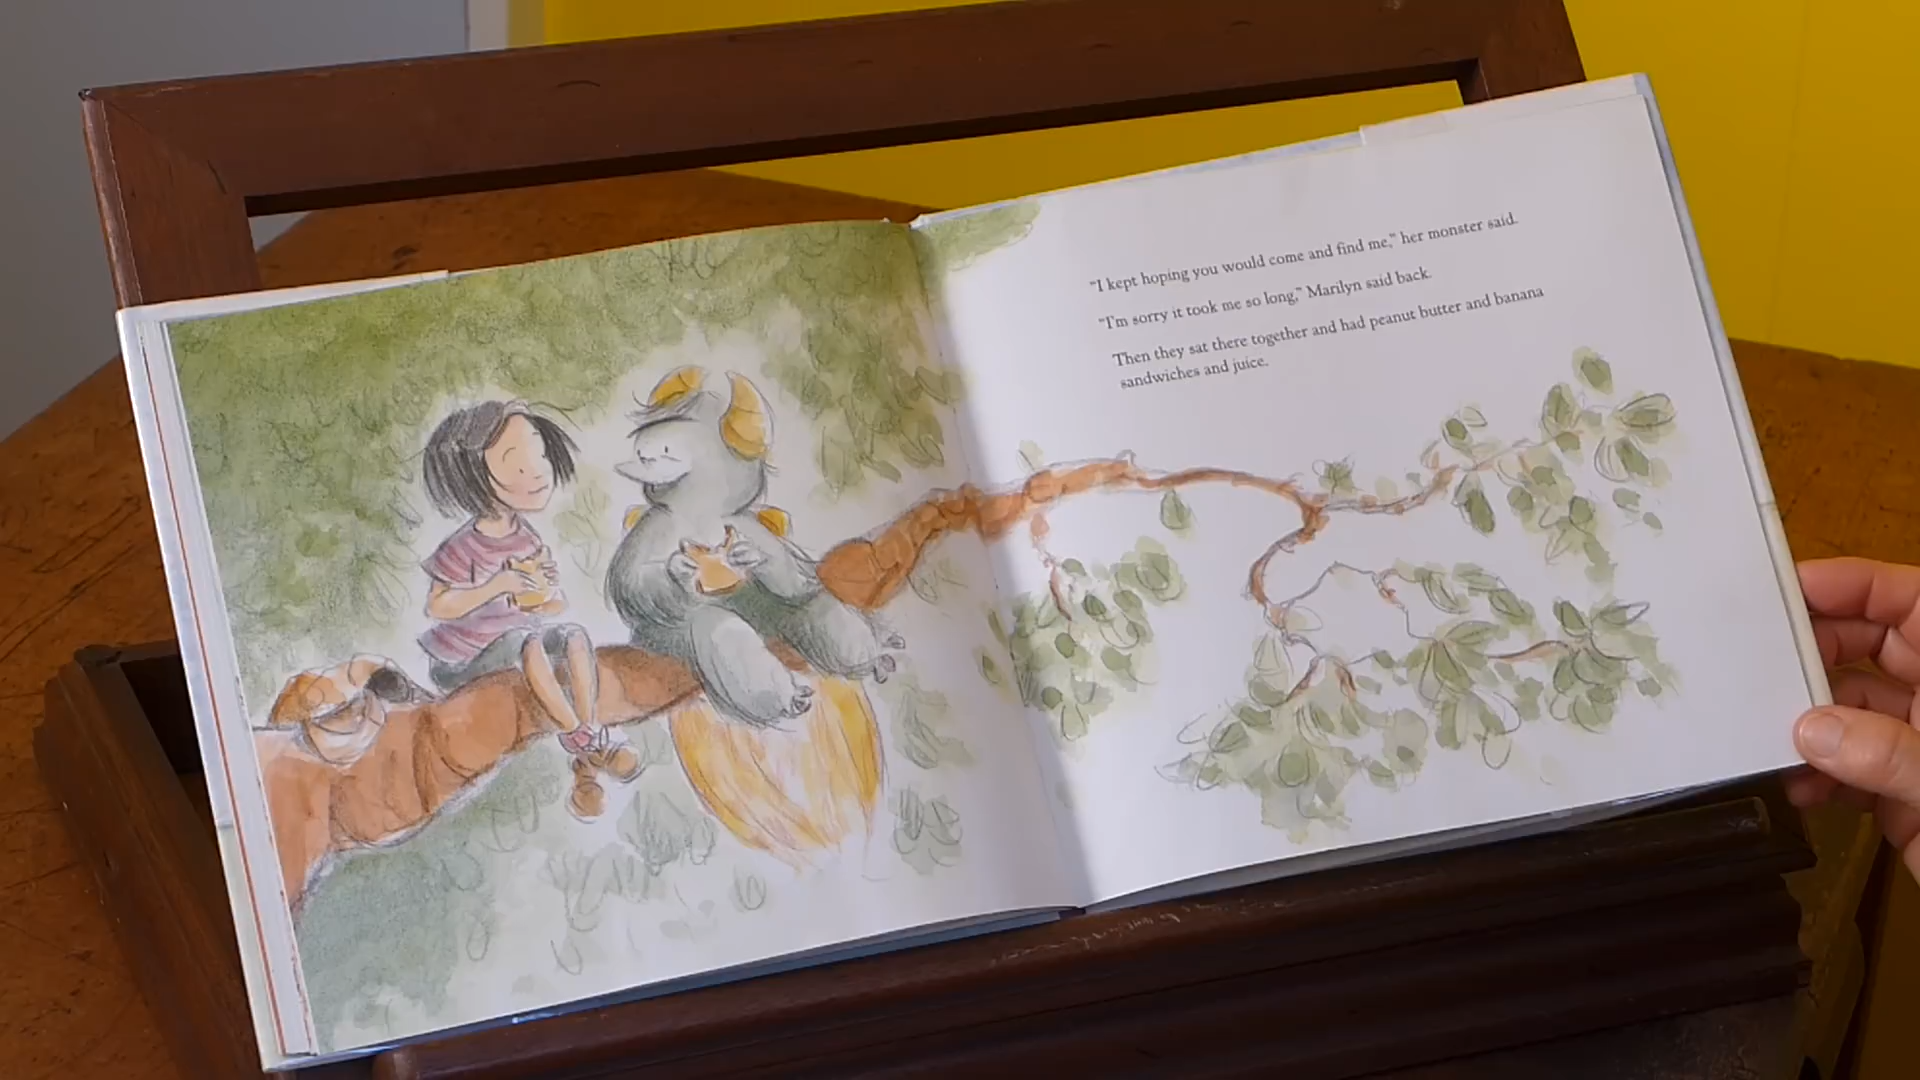 "I kept hoping you would come and find me," her monster said.
"I'm sorry it took me so long," Marilyn said back.
Then they sat there together and had peanut butter and banana
sandwiches and juice.